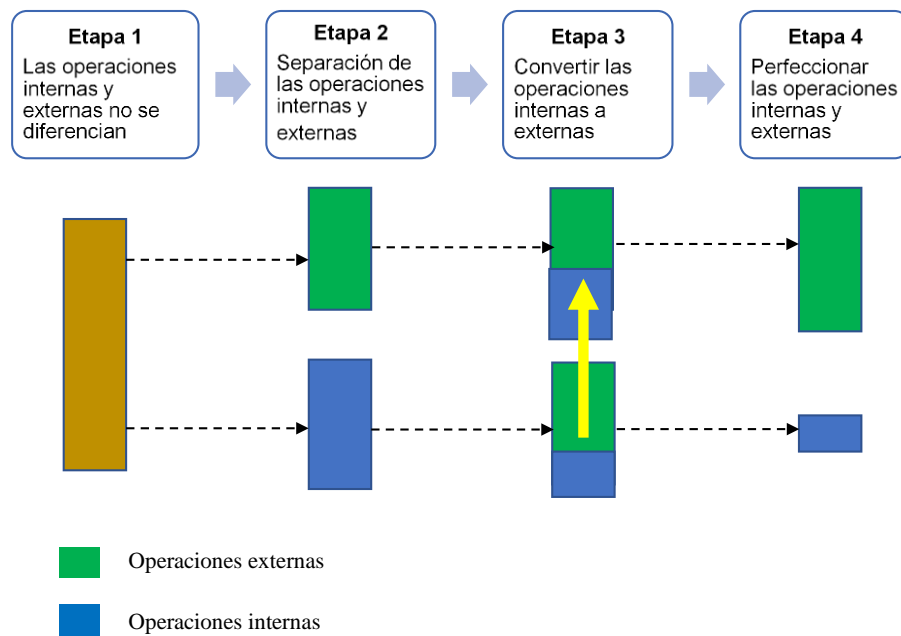 Etapa 1
Las operaciones
internas y
externas no se
diferencian
Etapa 2
Separación de
las operaciones
internas y
externas
Etapa 3
Convertir las
operaciones
internas a
externas
Etapa 4
Perfeccionar
las operaciones
internas y
externas
Operaciones externas
Operaciones internas